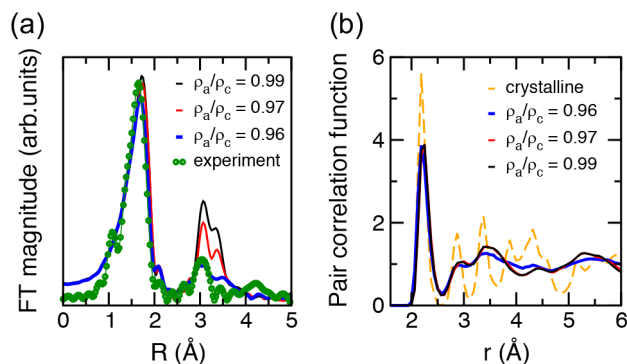 (a)
(b)
FT magnitude (arb.units)
ρa/ρc = 0.99
ρa/ρc = 0.97
ρa/ρc = 0.96
experiment
0 1 2 3 4 5
R (Å)
Pair correlation function
6
4
2
0
crystalline
ρa/ρc = 0.96
ρa/ρc = 0.97
ρa/ρc = 0.99
2 3 4 5 6
r (Å)